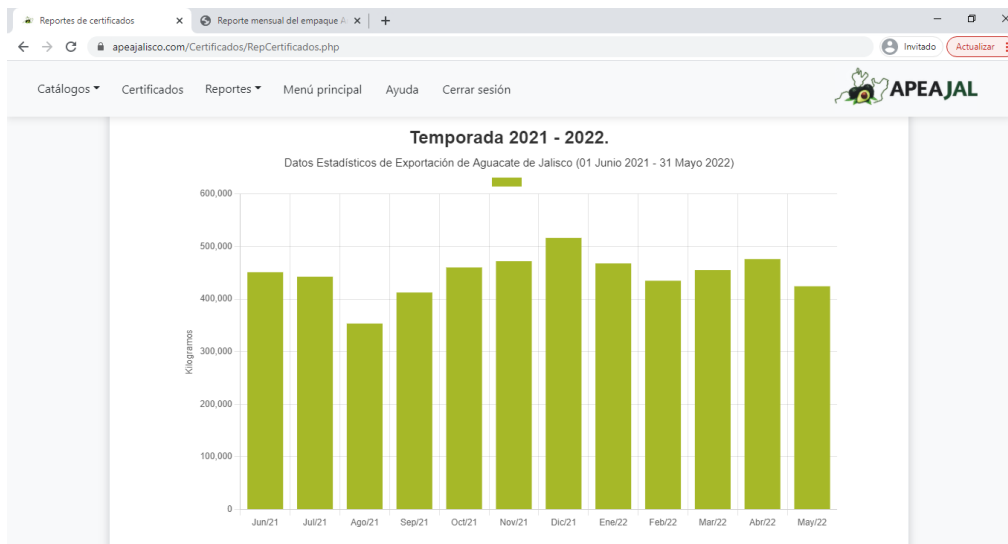 Reportes de certificados
Reporte mensual del empaque A
apeajalisco.com/Certificados/RepCertificados.php
Invitado
Actualizar
Catálogos
Certificados
Reportes
Menú principal
Ayuda
Cerrar sesión
APEAJAL
Temporada 2021 - 2022.
Datos Estadísticos de Exportación de Aguacate de Jalisco (01 Junio 2021 - 31 Mayo 2022)
Kilogramos
600,000
500,000
400,000
300,000
200,000
100,000
0
Jun/21 Jul/21 Ago/21 Sep/21 Oct/21 Nov/21 Dic/21 Ene/22 Feb/22 Mar/22 Abr/22 May/22